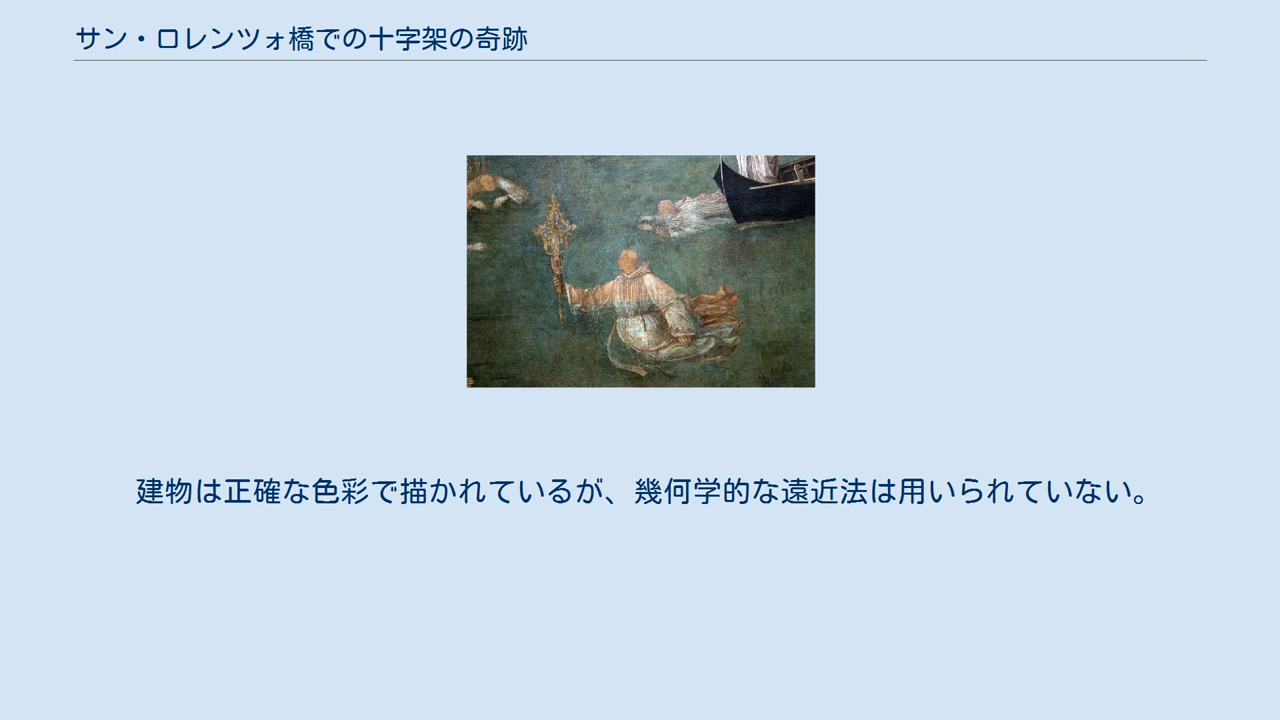 サン・ロレンツォ橋での十字架の奇跡
建物は正確な色彩で描かれているが、幾何学的な遠近法は用いられていない。